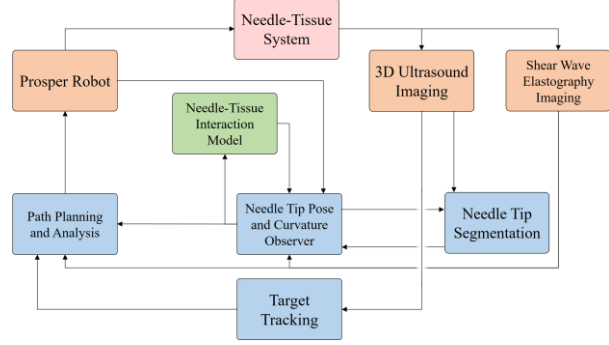 Needle-Tissue
System
Prosper Robot
3D Ultrasound
Imaging
Shear Wave
Elastography
Imaging
Needle-Tissue
Interaction
Model
Path Planning
and Analysis
Needle Tip Pose
and Curvature
Observer
Needle Tip
Segmentation
Target
Tracking